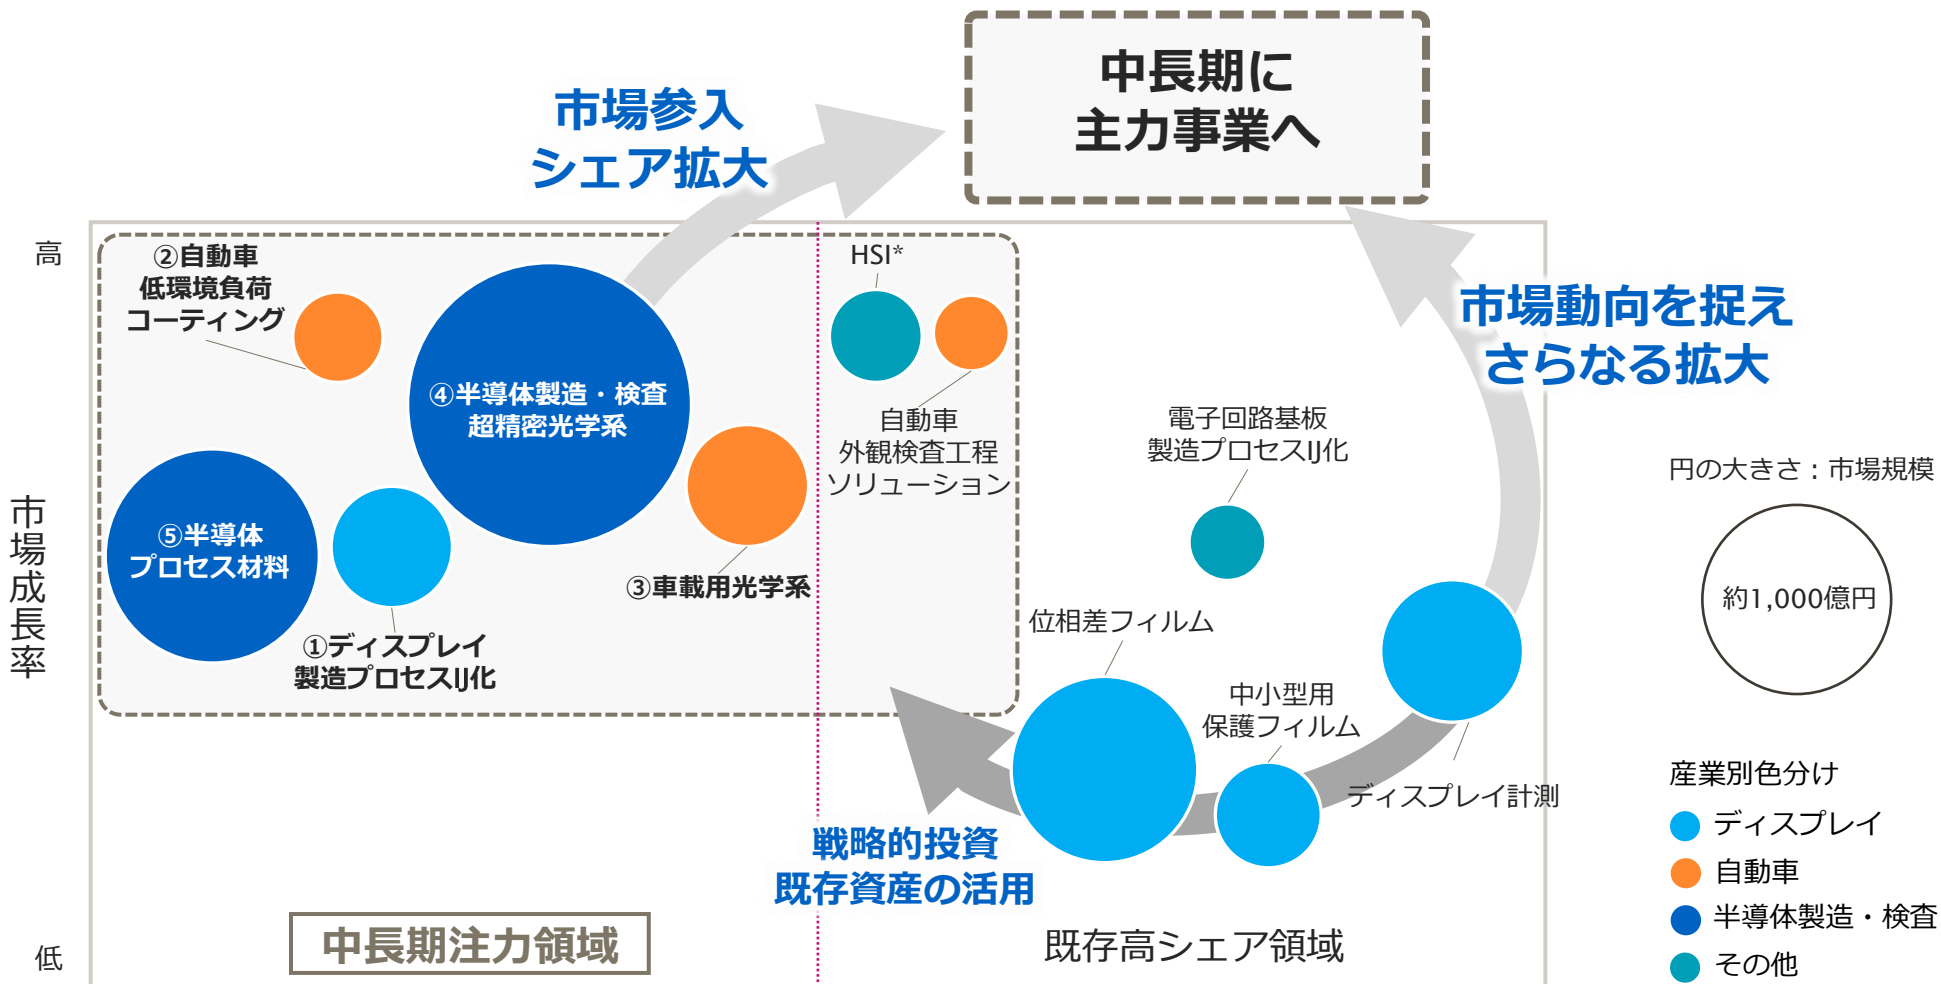 中長期に
主力事業へ
市場参入
シェア拡大
高
②自動車
低環境負荷
コーティング
HSI*
市場動向を捉え
さらなる拡大
④半導体製造・検査
超精密光学系
自動車
外観検査工程
ソリューション
電子回路基板
製造プロセスIJ化
円の大きさ：市場規模
市場成長率
⑤半導体
プロセス材料
③車載用光学系
約1,000億円
①ディスプレイ
製造プロセスIJ化
位相差フィルム
中小型用
保護フィルム
ディスプレイ計測
産業別色分け
ディスプレイ
自動車
半導体製造・検査
その他
戦略的投資
既存資産の活用
中長期注力領域
既存高シェア領域
低